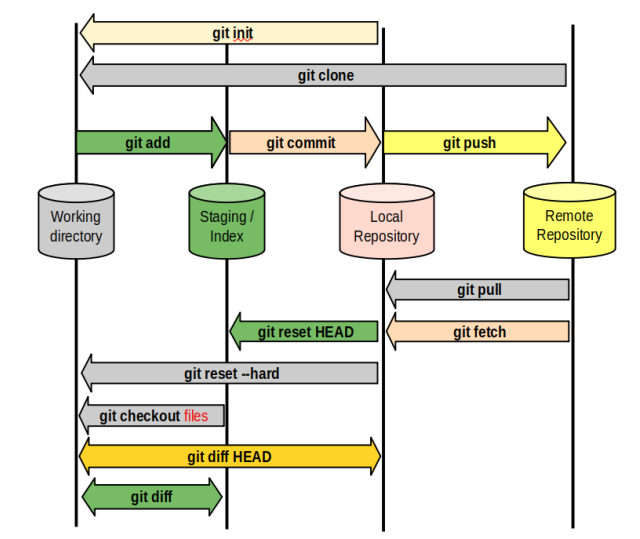 git init
git clone
git add
git commit
git push
Working
directory
Staging /
Index
Local
Repository
Remote
Repository
git pull
git reset HEAD
git fetch
git reset --hard
git checkout files
git diff HEAD
git diff